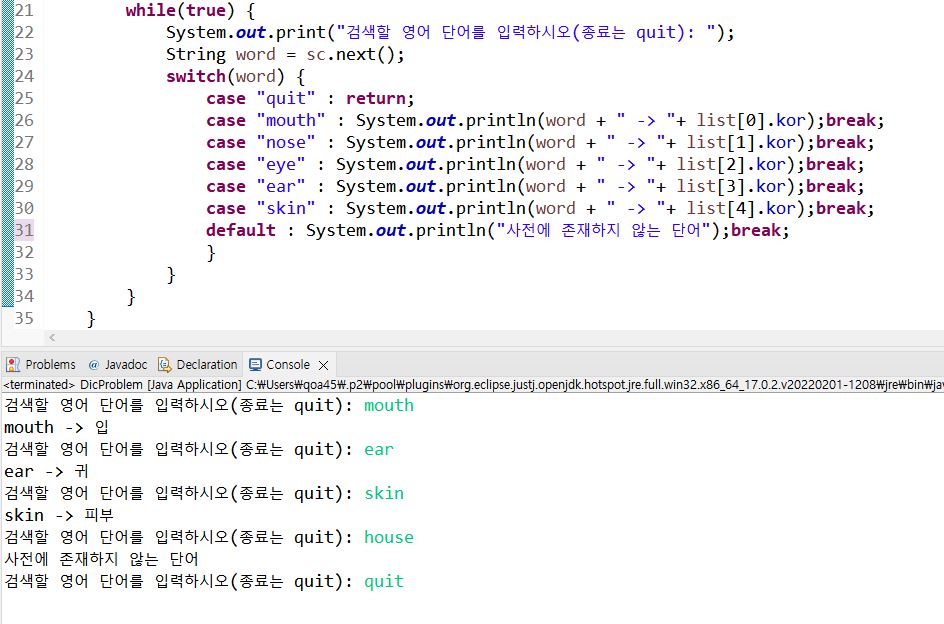 21 while(true) {
22 System.out.print("검색할 영어 단어를 입력하시오(종료는 quit): ");
23 String word = sc.next();
24 switch(word) {
25 case "quit" : return;
26 case "mouth" : System.out.println(word + " -> "+ list[0].kor);break;
27 case "nose" : System.out.println(word + " -> "+ list[1].kor);break;
28 case "eye" : System.out.println(word + " -> "+ list[2].kor);break;
29 case "ear" : System.out.println(word + " -> "+ list[3].kor);break;
30 case "skin" : System.out.println(word + " -> "+ list[4].kor);break;
31 default : System.out.println("사전에 존재하지 않는 단어");break;
32 }
33 }
34 }
35 }
Problems @ Javadoc Declaration Console
<terminated> DicProblem [Java Application] C:₩Users₩qoa45₩.p2₩pool₩plugins₩org.eclipse.justj.openjdk.hotspot.jre.full.win32.x86_64_17.0.2.v20220201-1208₩jre₩bin₩jav
검색할 영어 단어를 입력하시오(종료는 quit): mouth
mouth -> 입
검색할 영어 단어를 입력하시오(종료는 quit): ear
ear -> 귀
검색할 영어 단어를 입력하시오(종료는 quit): skin
skin -> 피부
검색할 영어 단어를 입력하시오(종료는 quit): house
사전에 존재하지 않는 단어
검색할 영어 단어를 입력하시오(종료는 quit): quit